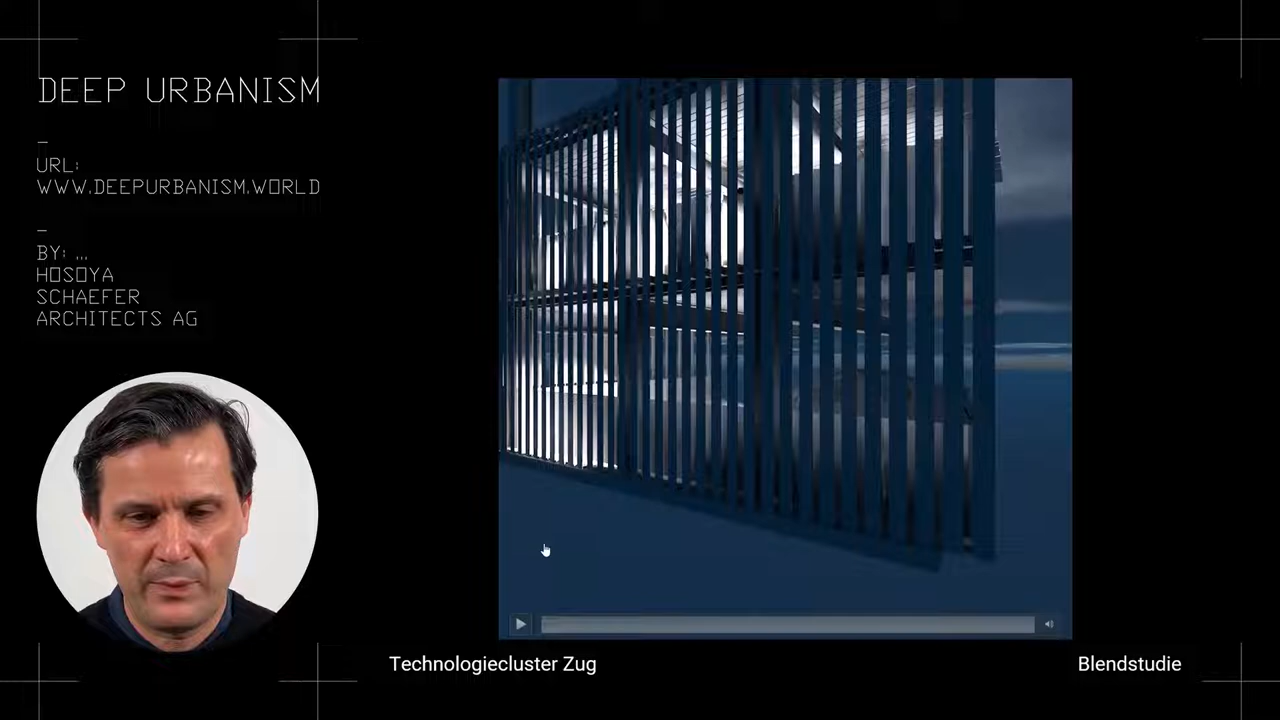 DEEP URBANISM
–
URL:
WWW.DEEPURBANISM.WORLD
–
BY: ...
HOSOYA
SCHAEFER
ARCHITECTS AG
Technologiecluster Zug
Blendstudie